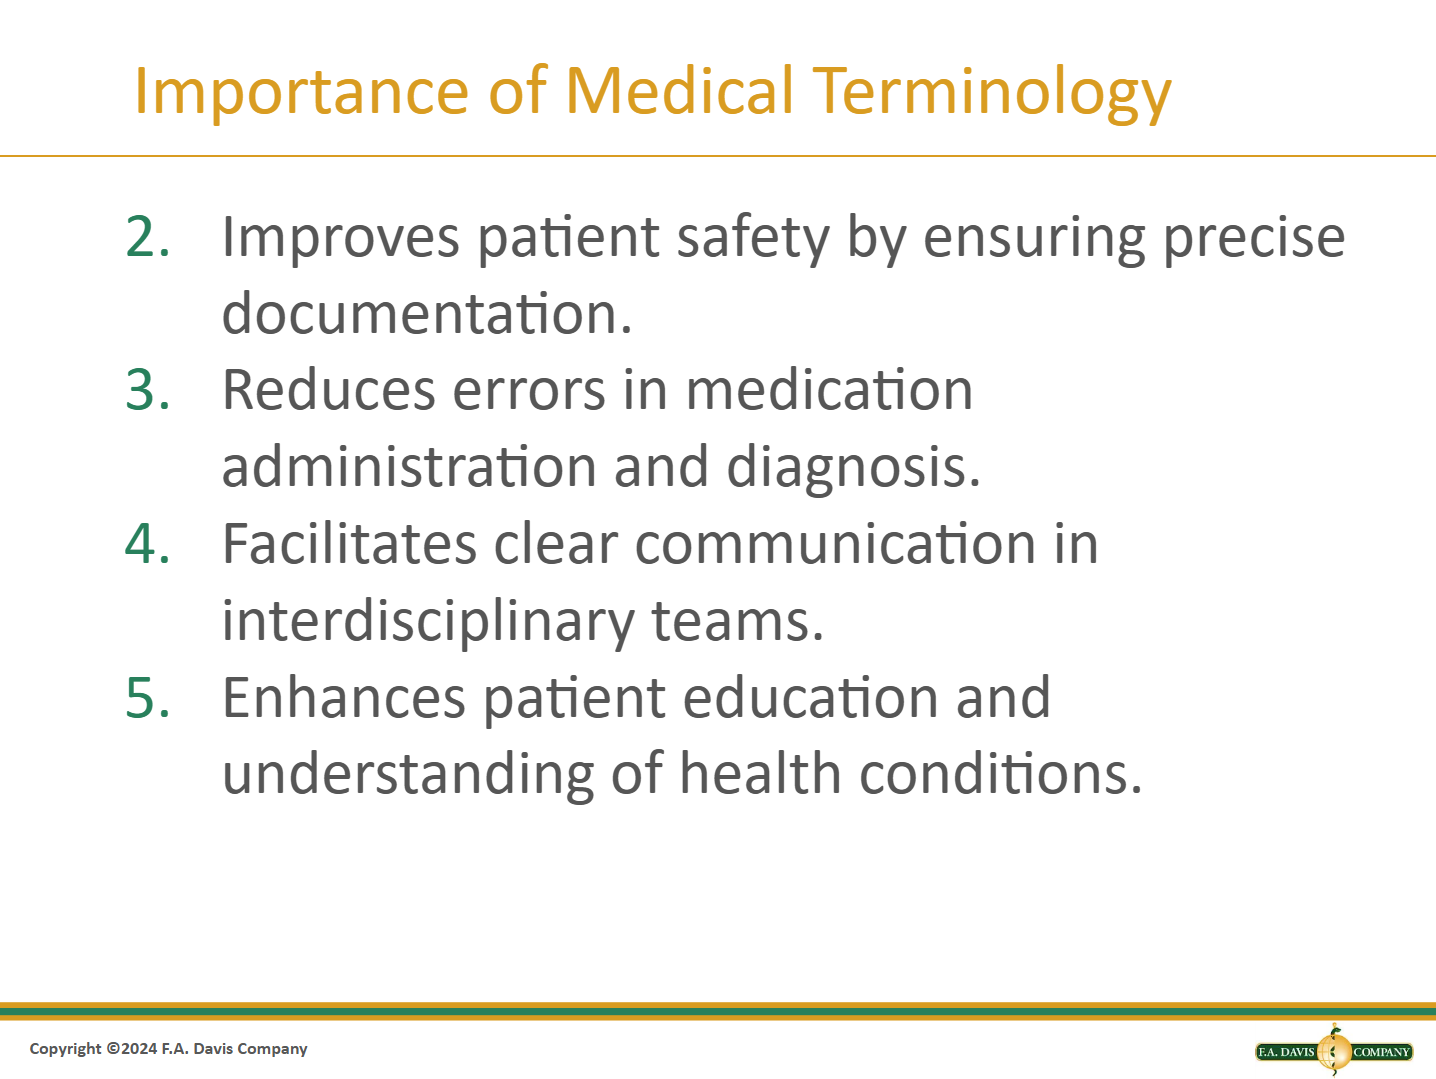 Importance of Medical Terminology
2. Improves patient safety by ensuring precise
documentation.
3. Reduces errors in medication
administration and diagnosis.
4. Facilitates clear communication in
interdisciplinary teams.
5. Enhances patient education and
understanding of health conditions.
Copyright ©2024 F.A. Davis Company
F.A. DAVIS COMPANY